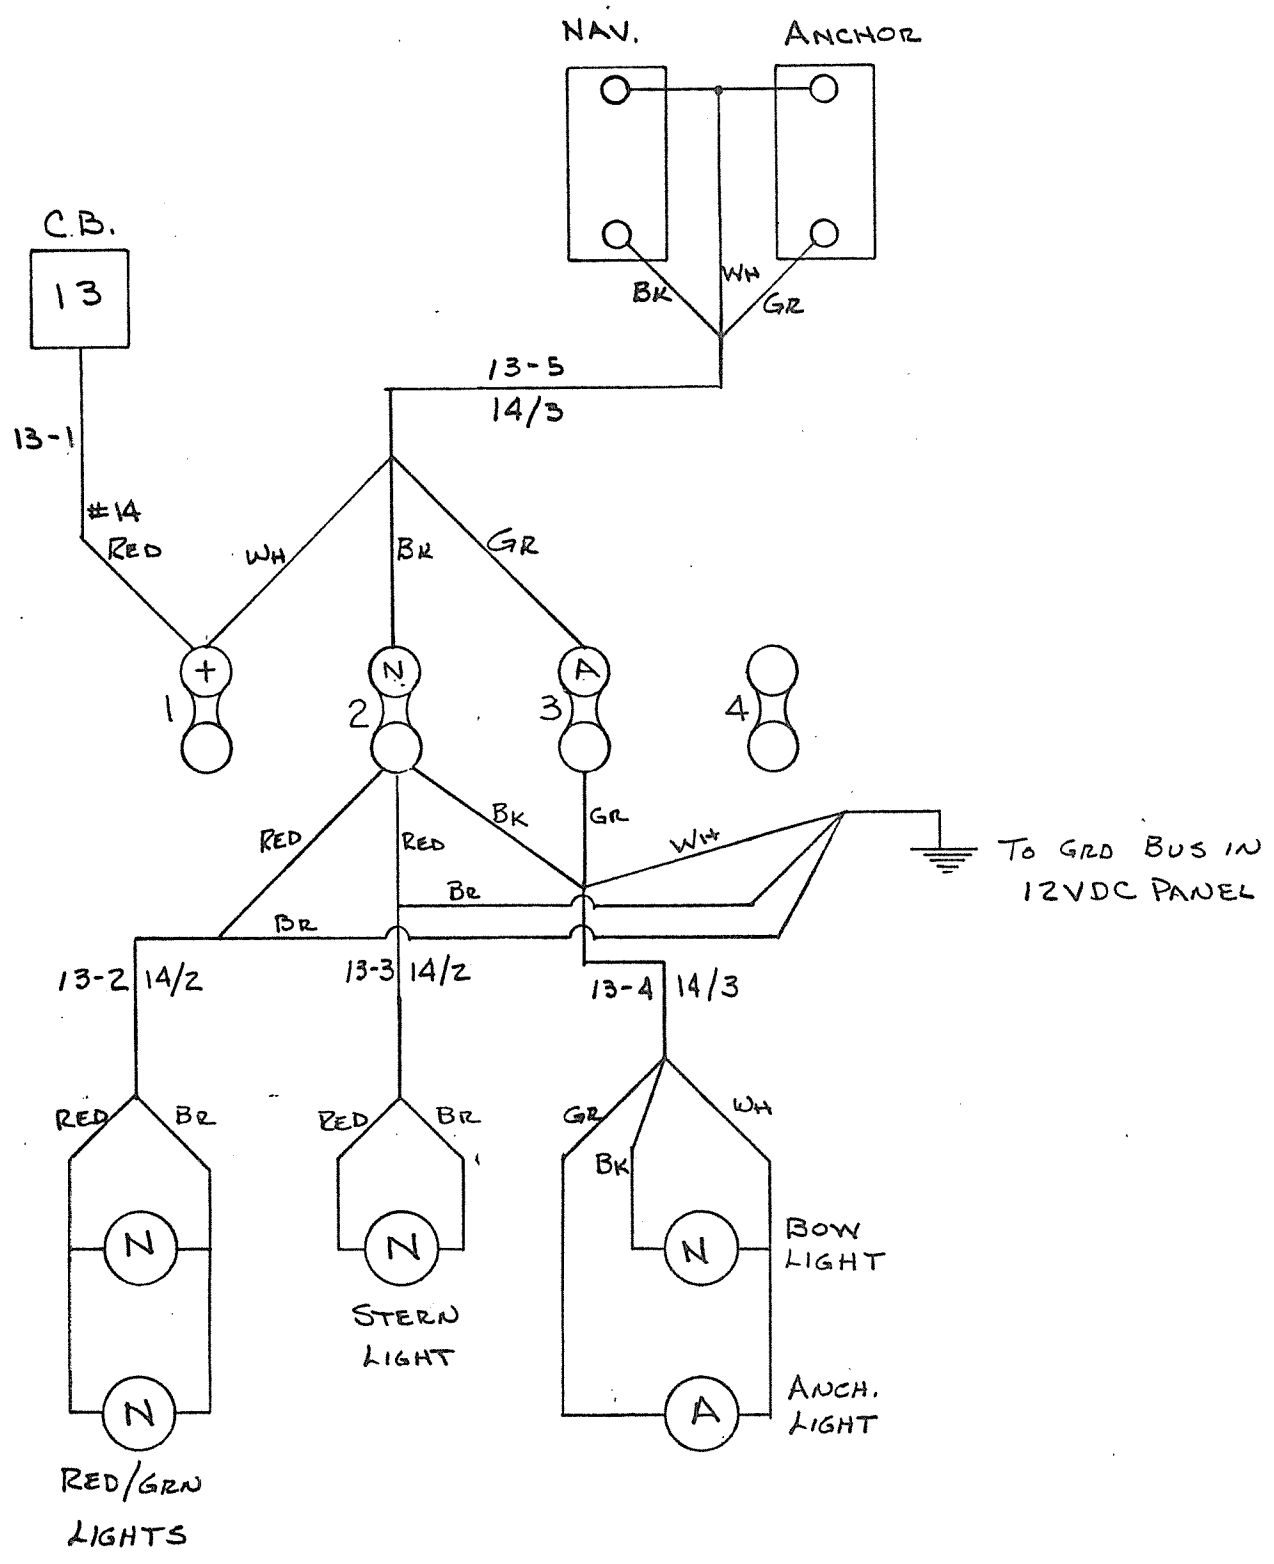 NAV.
ANCHOR
C.B.
13
BK
WH
GR
13-5
14/3
13-1
#14
RED
WH
BK
GR
+
N
A
1
2
3
4
RED
RED
BK
GR
WH
BR
BR
TO GRD BUS IN
12VDC PANEL
13-2
14/2
13-3
14/2
13-4
14/3
RED
BR
RED
BR
GR
BK
WH
N
N
N
BOW
LIGHT
STERN
LIGHT
N
A
ANCH.
LIGHT
RED/GRN
LIGHTS